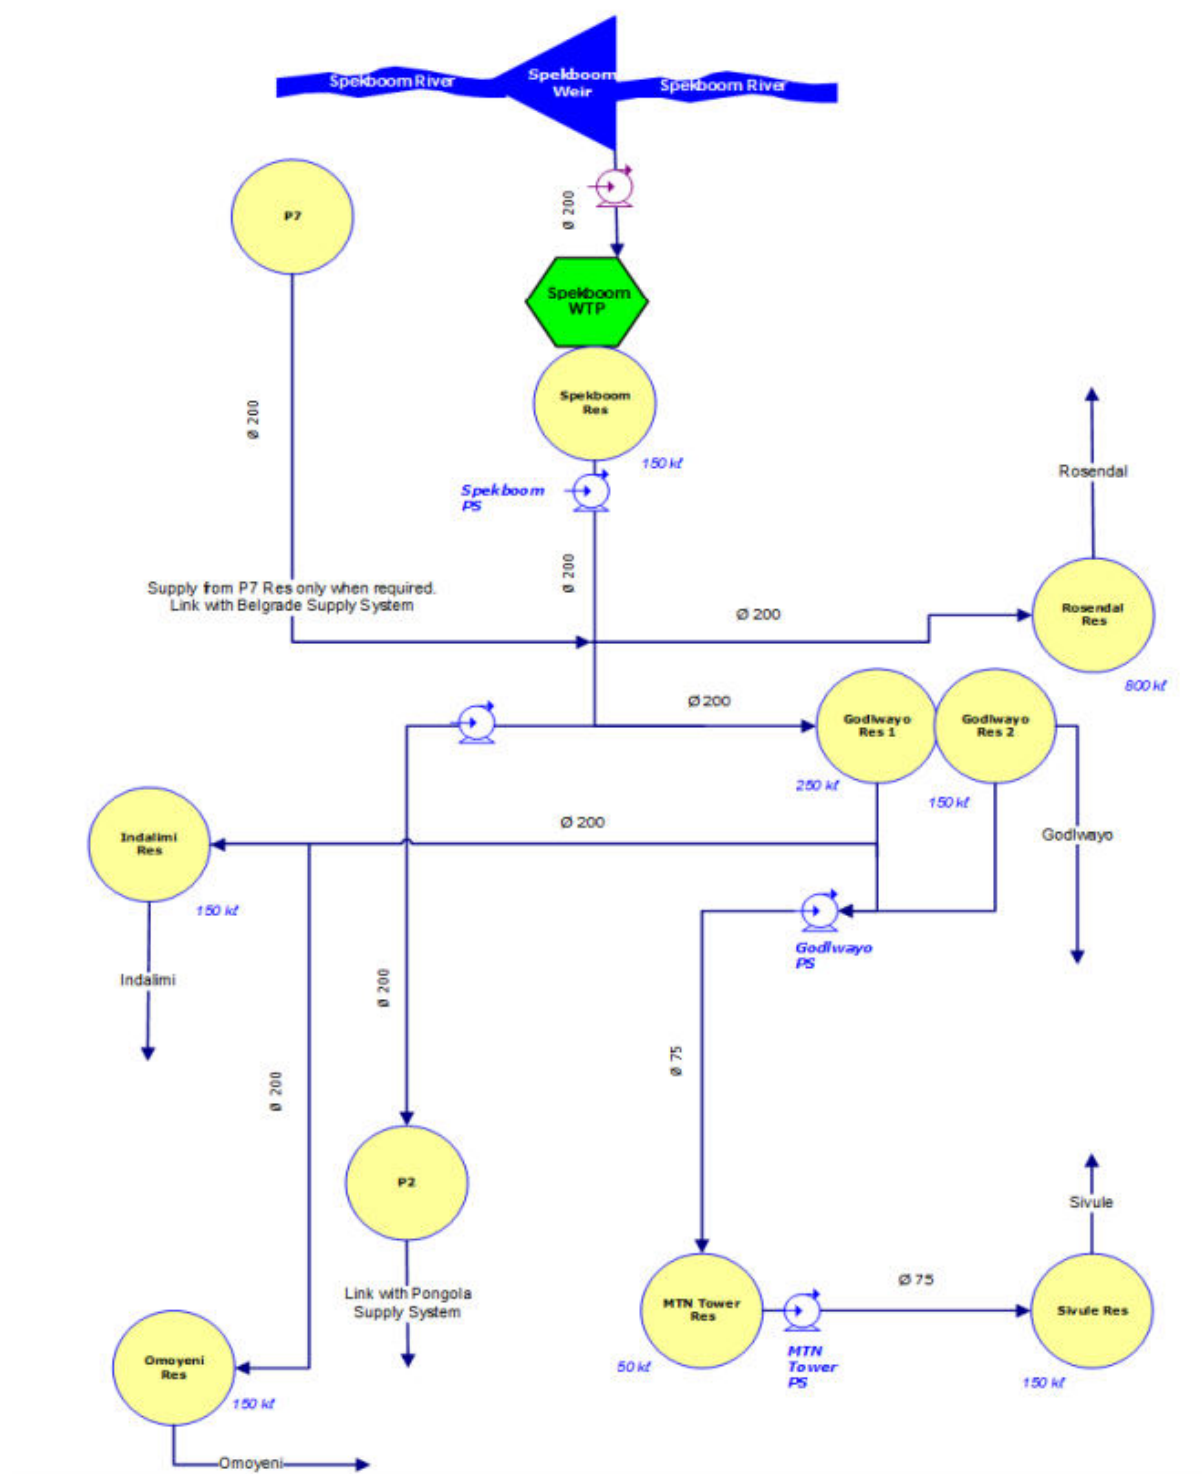 Spekboom River
Spekboom
Weir
Spekboom River
Ø 200
P7
Spekboom
WTP
Spekboom
Res
150 kℓ
Ø 200
Spekboom
PS
Rosendal
Ø 200
Supply from P7 Res only when required.
Link with Belgrade Supply System
Ø 200
Rosendal
Res
800 kℓ
Ø 200
Godlwayo
Res 1
Godlwayo
Res 2
250 kℓ
150 kℓ
Ø 200
Godlwayo
Indalimi
Res
150 kℓ
Godlwayo
PS
Indalimi
Ø 200
Ø 75
Ø 200
P2
Sivule
Link with Pongola
Supply System
Ø 75
MTN Tower
Res
Sivule Res
50 kℓ
MTN
Tower
PS
150 kℓ
Omoyeni
Res
150 kℓ
Omoyeni